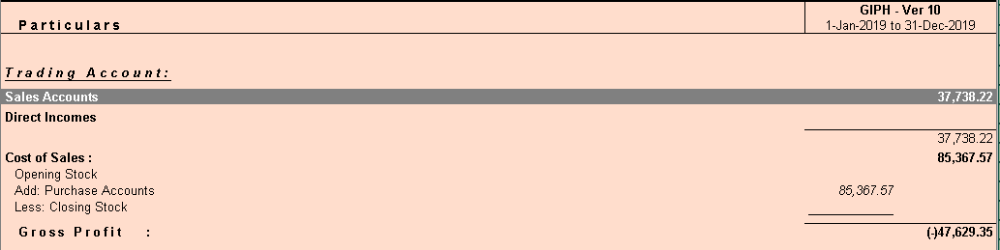 GIPH - Ver 10
Particulars 1-Jan-2019 to 31-Dec-2019
Trading Account:
Sales Accounts 37,738.22
Direct Incomes
37,738.22
Cost of Sales : 85,367.57
Opening Stock
Add: Purchase Accounts 85,367.57
Less: Closing Stock
Gross Profit : (-)47,629.35